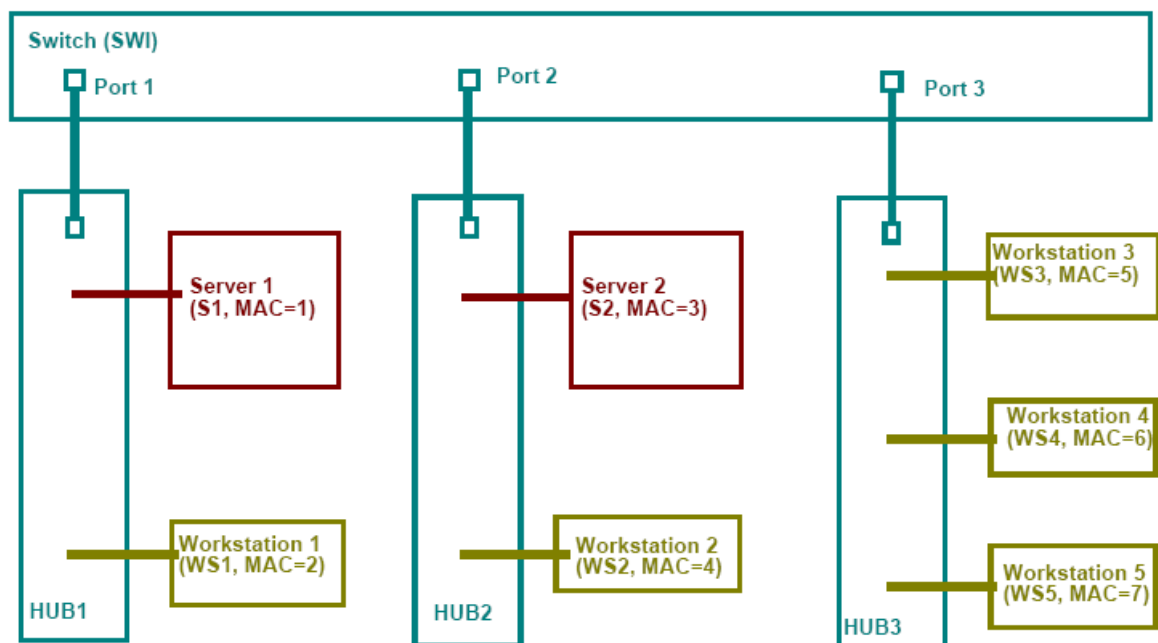 Switch (SWI)
Port 1
Port 2
Port 3
Server 1
(S1, MAC=1)
Server 2
(S2, MAC=3)
Workstation 3
(WS3, MAC=5)
Workstation 4
(WS4, MAC=6)
Workstation 1
(WS1, MAC=2)
Workstation 2
(WS2, MAC=4)
Workstation 5
(WS5, MAC=7)
HUB1
HUB2
HUB3